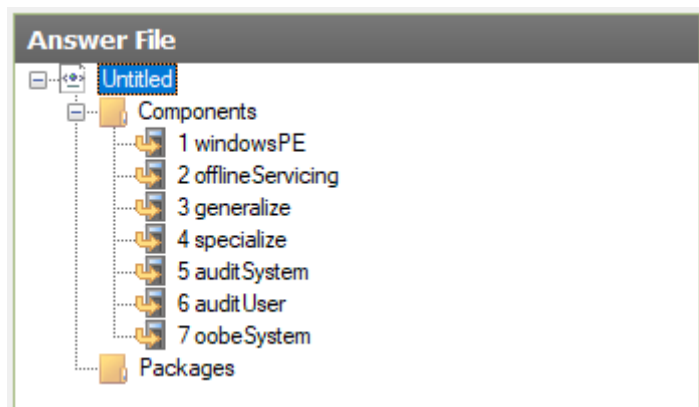 Answer File
Untitled
Components
1 windowsPE
2 offlineServicing
3 generalize
4 specialize
5 auditSystem
6 auditUser
7 oobeSystem
Packages